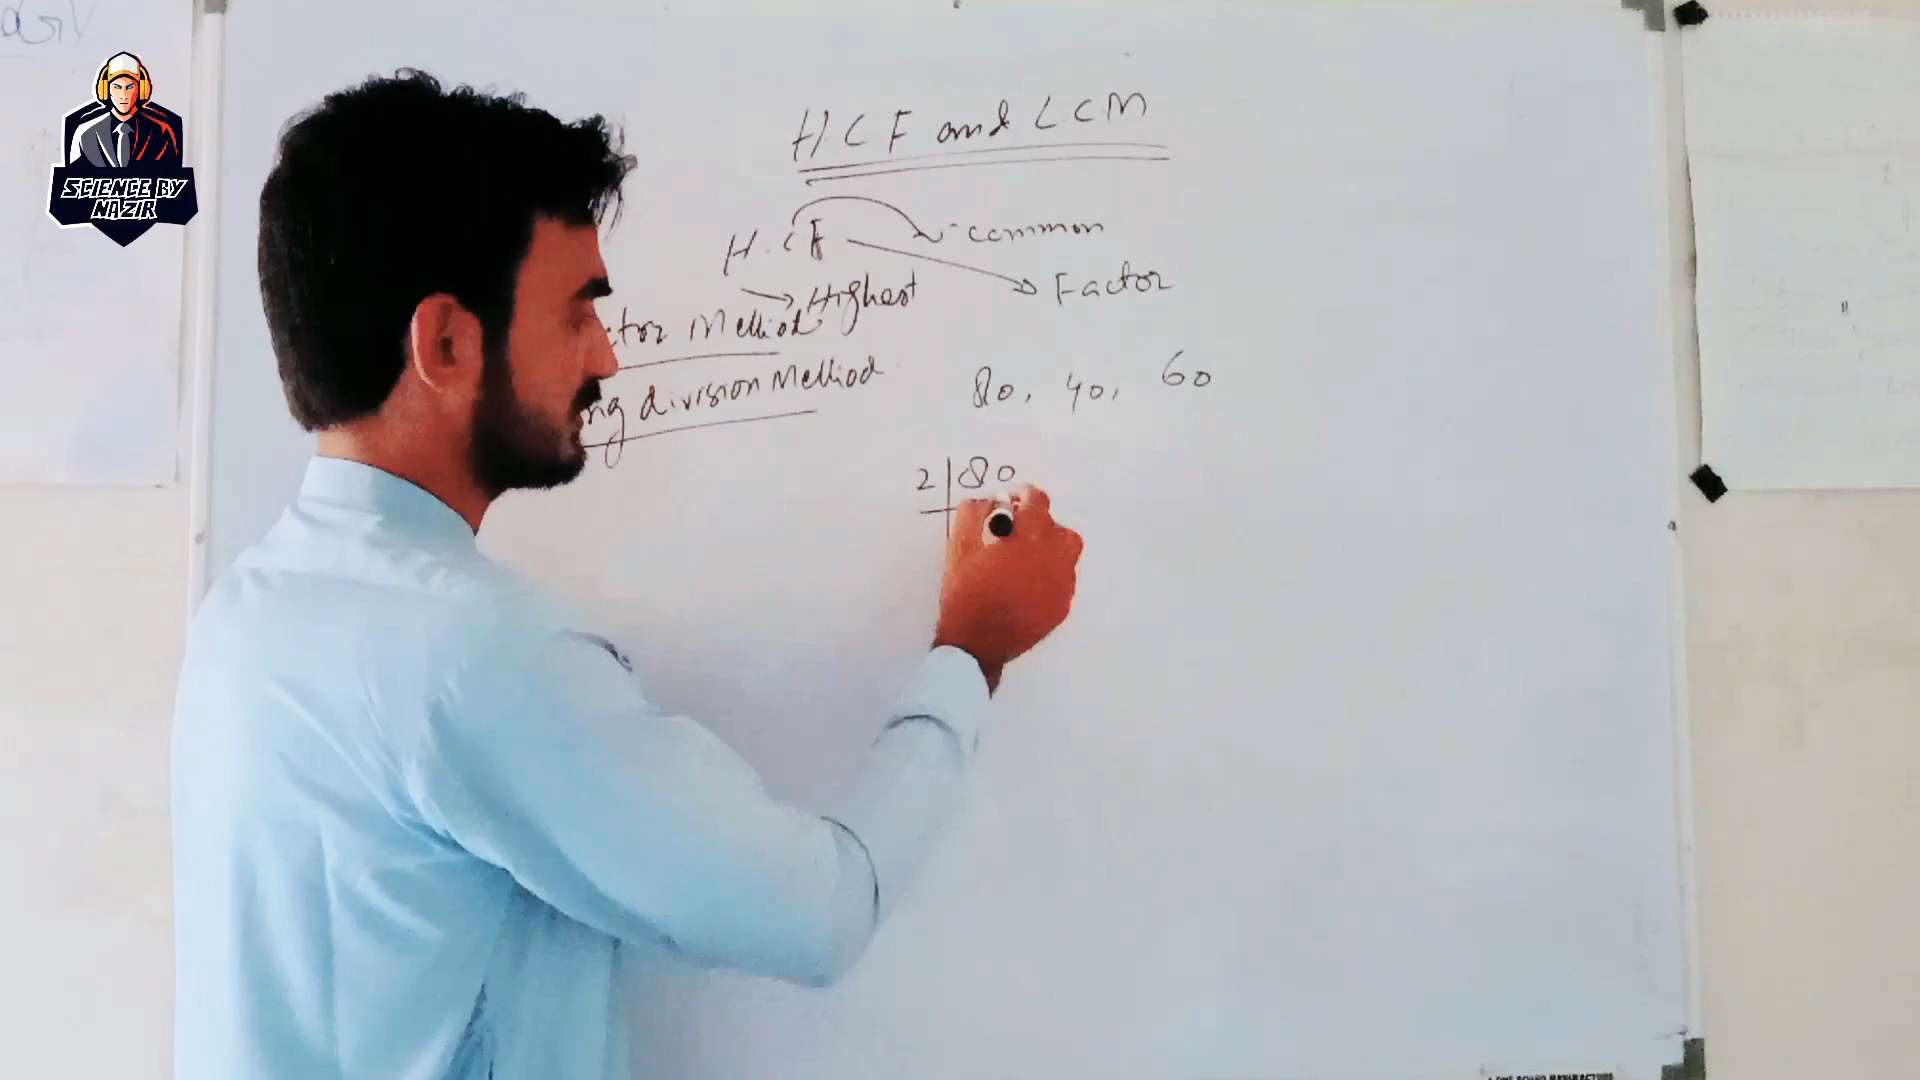 SCIENCE BY
NAZIR
HCF and LCM
H.CF common
Factor
Highest
ctor Method
ng division Method
80, 40, 60
2 80